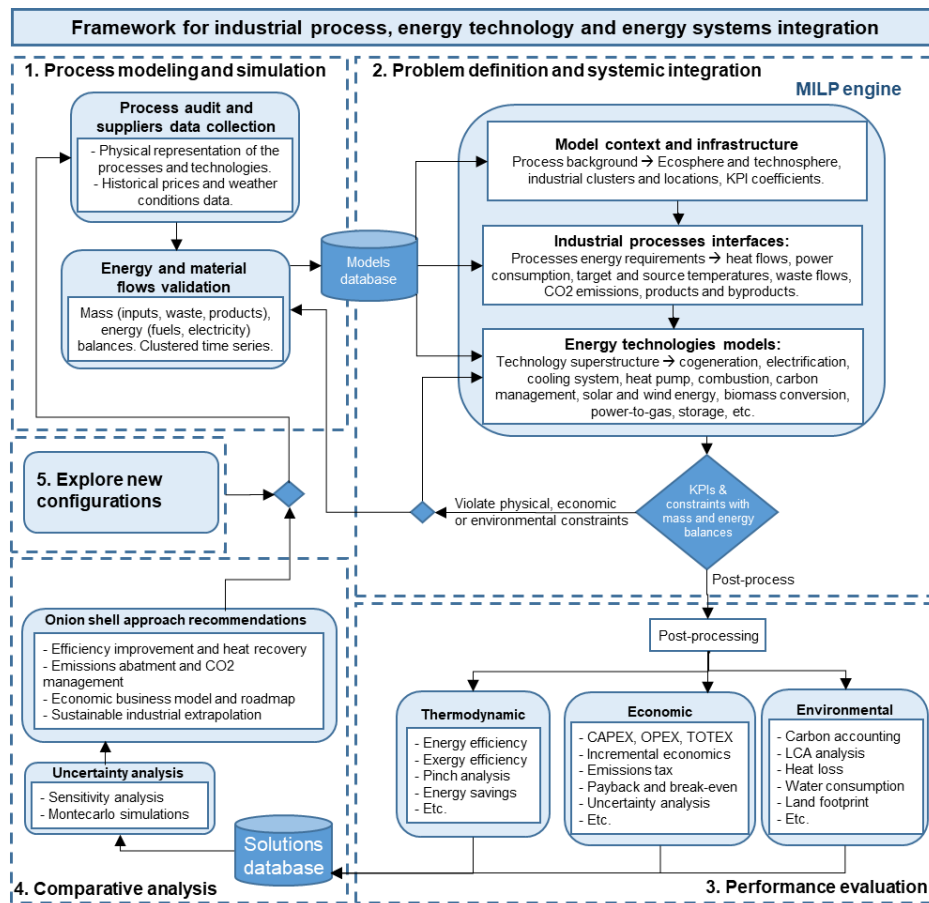 Framework for industrial process, energy technology and energy systems integration
1. Process modeling and simulation
Process audit and
suppliers data collection
- Physical representation of
the processes and technologies.
- Historical prices and weather
conditions data.
Energy and material
flows validation
Mass (inputs, waste, products),
energy (fuels, electricity)
balances. Clustered time series.
Models
database
2. Problem definition and systemic integration
MILP engine
Model context and infrastructure
Process background → Ecosphere and technosphere,
industrial clusters and locations, KPI coefficients.
Industrial processes interfaces:
Processes energy requirements → heat flows, power
consumption, target and source temperatures, waste flows,
CO2 emissions, products and byproducts.
Energy technologies models:
Technology superstructure → cogeneration, electrification,
cooling system, heat pump, combustion, carbon
management, solar and wind energy, biomass conversion,
power-to-gas, storage, etc.
KPIs &
constraints with
mass and energy
balances
Violate physical, economic
or environmental constraints
Post-process
5. Explore new
configurations
Onion shell approach recommendations
- Efficiency improvement and heat recovery
- Emissions abatment and CO2
management
- Economic business model and roadmap
- Sustainable industrial extrapolation
Uncertainty analysis
- Sensitivity analysis
- Montecarlo simulations
Solutions
database
4. Comparative analysis
Post-processing
Thermodynamic
- Energy efficiency
- Exergy efficiency
- Pinch analysis
- Energy savings
- Etc.
Economic
- CAPEX, OPEX, TOTEX
- Incremental economics
- Emissions tax
- Payback and break-even
- Uncertainty analysis
- Etc.
Environmental
- Carbon accounting
- LCA analysis
- Heat loss
- Water consumption
- Land footprint
- Etc.
3. Performance evaluation